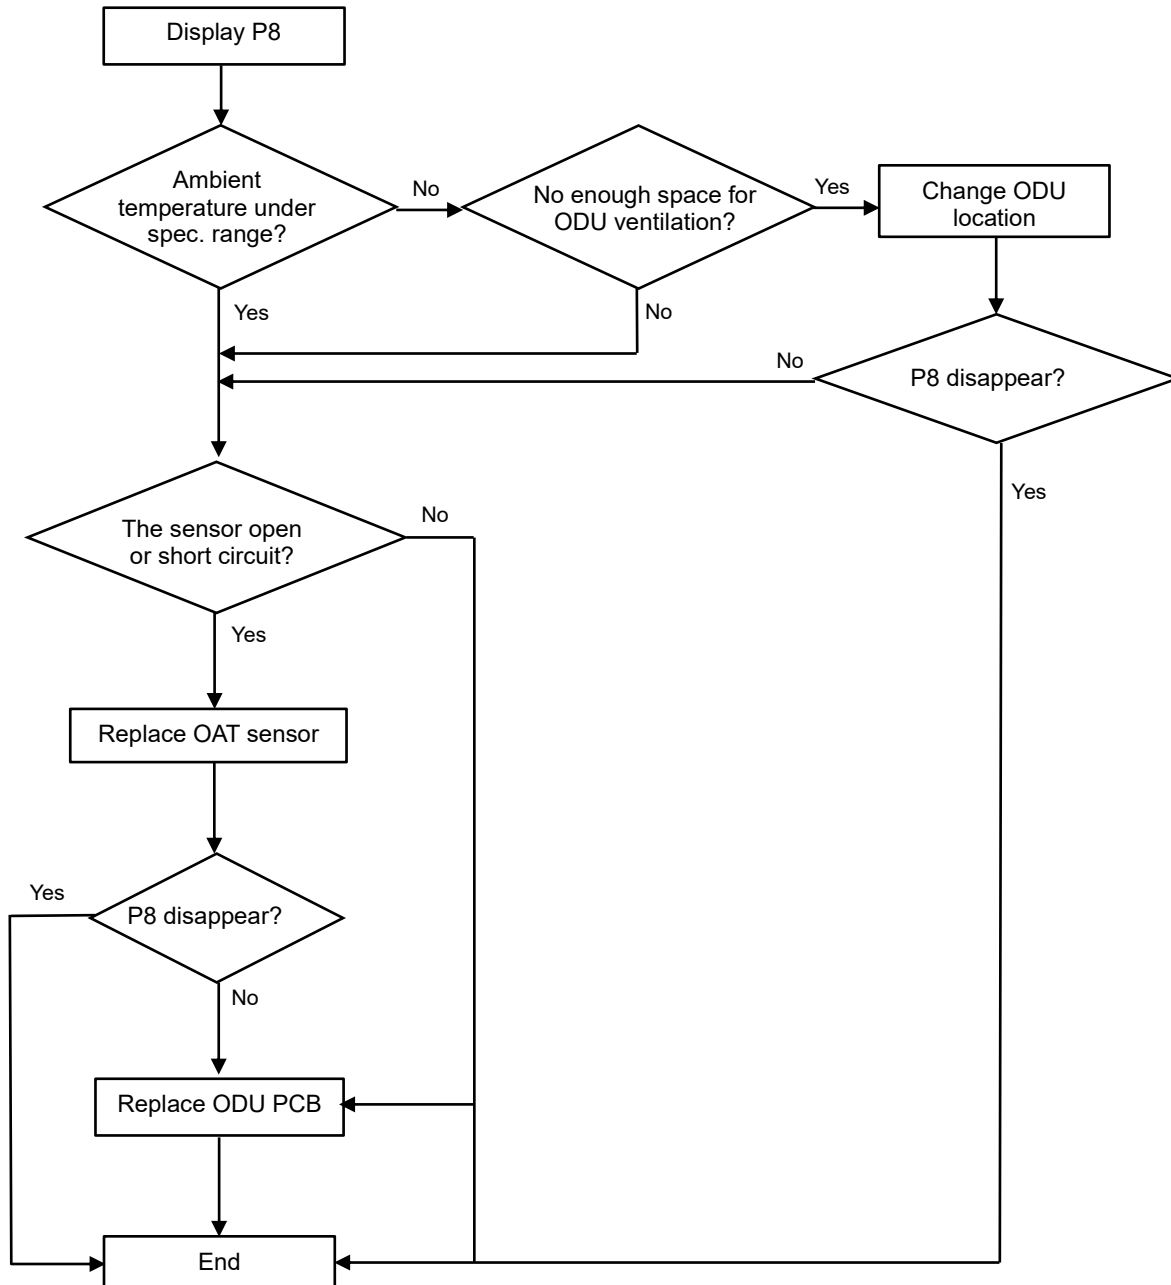 Display P8
Ambient
temperature under
spec. range?
No
No enough space for
ODU ventilation?
Yes
Change ODU
location
Yes
No
No
P8 disappear?
Yes
The sensor open
or short circuit?
No
Yes
Replace OAT sensor
Yes
P8 disappear?
No
Replace ODU PCB
End